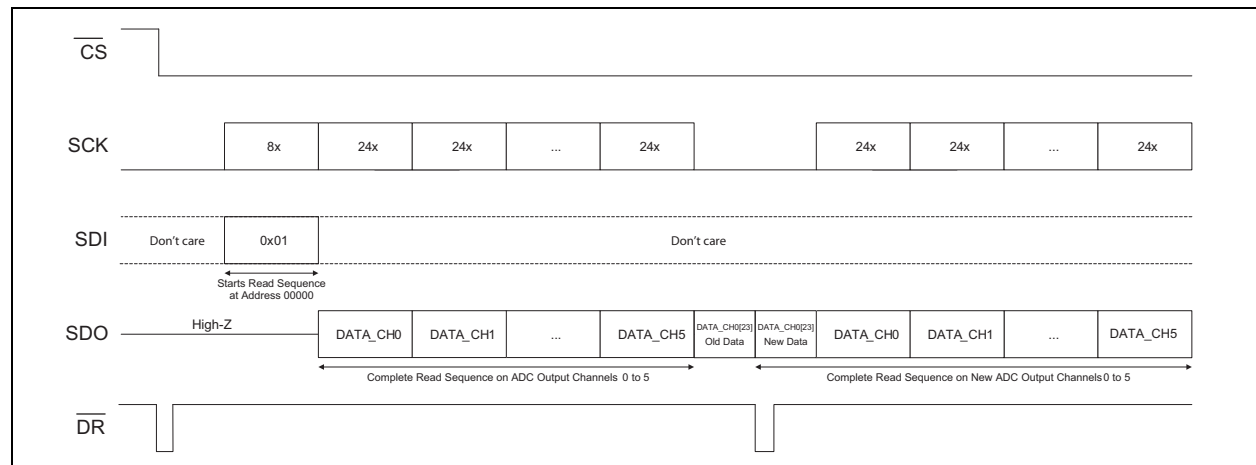 CS
SCK
8x
24x
24x
...
24x
24x
24x
...
24x
SDI
Don't care
0x01
Don't care
Starts Read Sequence
at Address 00000
SDO
High-Z
DATA_CH0
DATA_CH1
...
DATA_CH5
DATA_CH0[23]
Old Data
DATA_CH0[23]
New Data
DATA_CH0
DATA_CH1
...
DATA_CH5
Complete Read Sequence on ADC Output Channels 0 to 5
Complete Read Sequence on New ADC Output Channels 0 to 5
DR